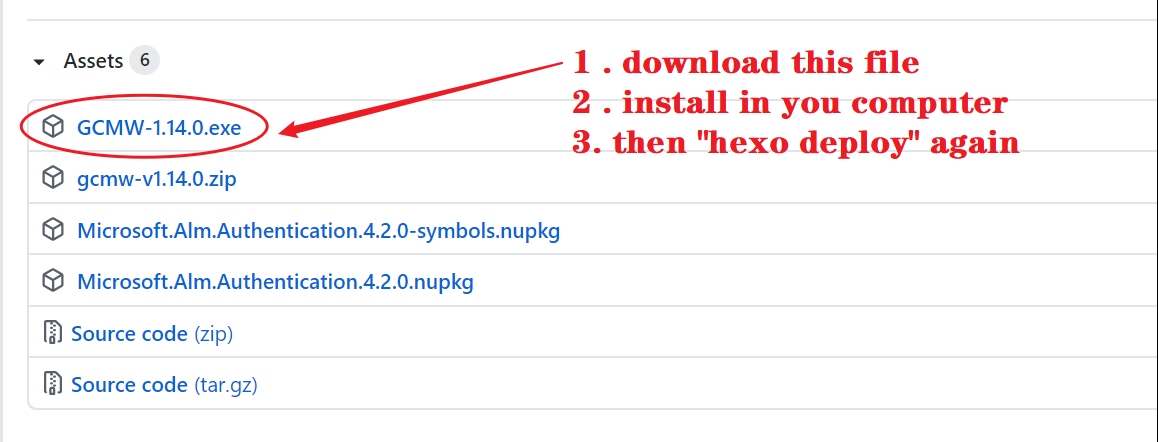 Assets 6
1 . download this file
2 . install in you computer
3. then "hexo deploy" again
GCMW-1.14.0.exe
gcmw-v1.14.0.zip
Microsoft.Alm.Authentication.4.2.0-symbols.nupkg
Microsoft.Alm.Authentication.4.2.0.nupkg
Source code (zip)
Source code (tar.gz)